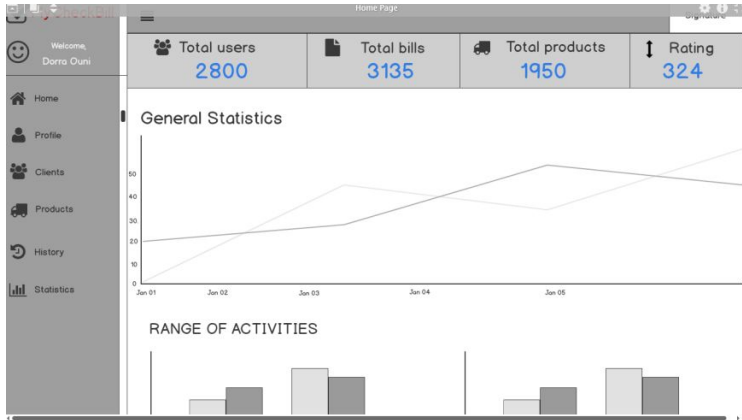 Home Page
MyCheckBill
Signature
Welcome,
Dorra Ouni
Total users
2800
Total bills
3135
Total products
1950
Rating
324
Home
Profile
Clients
Products
History
Statistics
General Statistics
50
40
30
20
10
0
Jan 01
Jan 02
Jan 03
Jan 04
Jan 05
RANGE OF ACTIVITIES